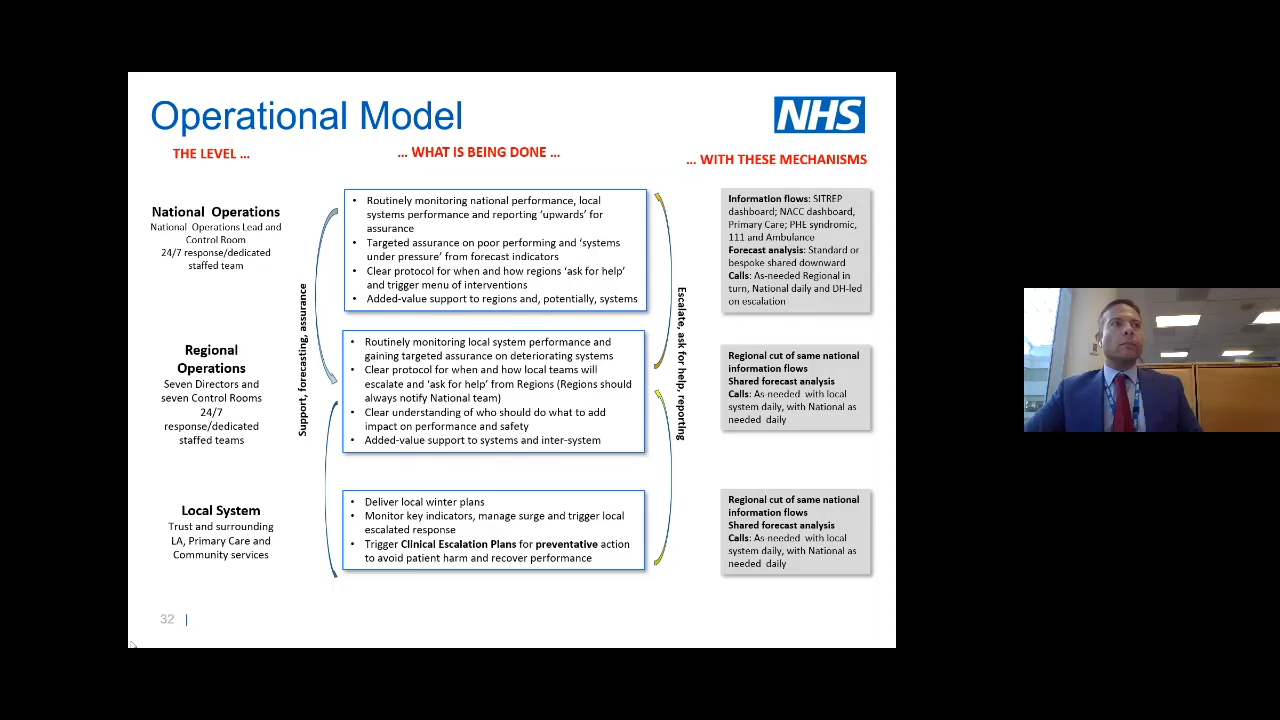 Operational Model
NHS
THE LEVEL ...
... WHAT IS BEING DONE ...
... WITH THESE MECHANISMS
National Operations
National Operations Lead and
Control Room
24/7 response/dedicated
staffed team
• Routinely monitoring national performance, local
systems performance and reporting ‘upwards’ for
assurance
• Targeted assurance on poor performing and ‘systems
under pressure’ from forecast indicators
• Clear protocol for when and how regions ‘ask for help’
and trigger menu of interventions
• Added-value support to regions and, potentially, systems
Information flows: SITREP
dashboard; NACC dashboard,
Primary Care; PHE syndromic,
111 and Ambulance
Forecast analysis: Standard or
bespoke shared downward
Calls: As-needed Regional in
turn, National daily and DH-led
on escalation
Support, forecasting, assurance
Escalate, ask for help, reporting
Regional
Operations
Seven Directors and
seven Control Rooms
24/7
response/dedicated
staffed teams
• Routinely monitoring local system performance and
gaining targeted assurance on deteriorating systems
• Clear protocol for when and how local teams will
escalate and ‘ask for help’ from Regions (Regions should
always notify National team)
• Clear understanding of who should do what to add
impact on performance and safety
• Added-value support to systems and inter-system
Regional cut of same national
information flows
Shared forecast analysis
Calls: As-needed with local
system daily, with National as
needed daily
Local System
Trust and surrounding
LA, Primary Care and
Community services
• Deliver local winter plans
• Monitor key indicators, manage surge and trigger local
escalated response
• Trigger Clinical Escalation Plans for preventative action
to avoid patient harm and recover performance
Regional cut of same national
information flows
Shared forecast analysis
Calls: As-needed with local
system daily, with National as
needed daily
32 |